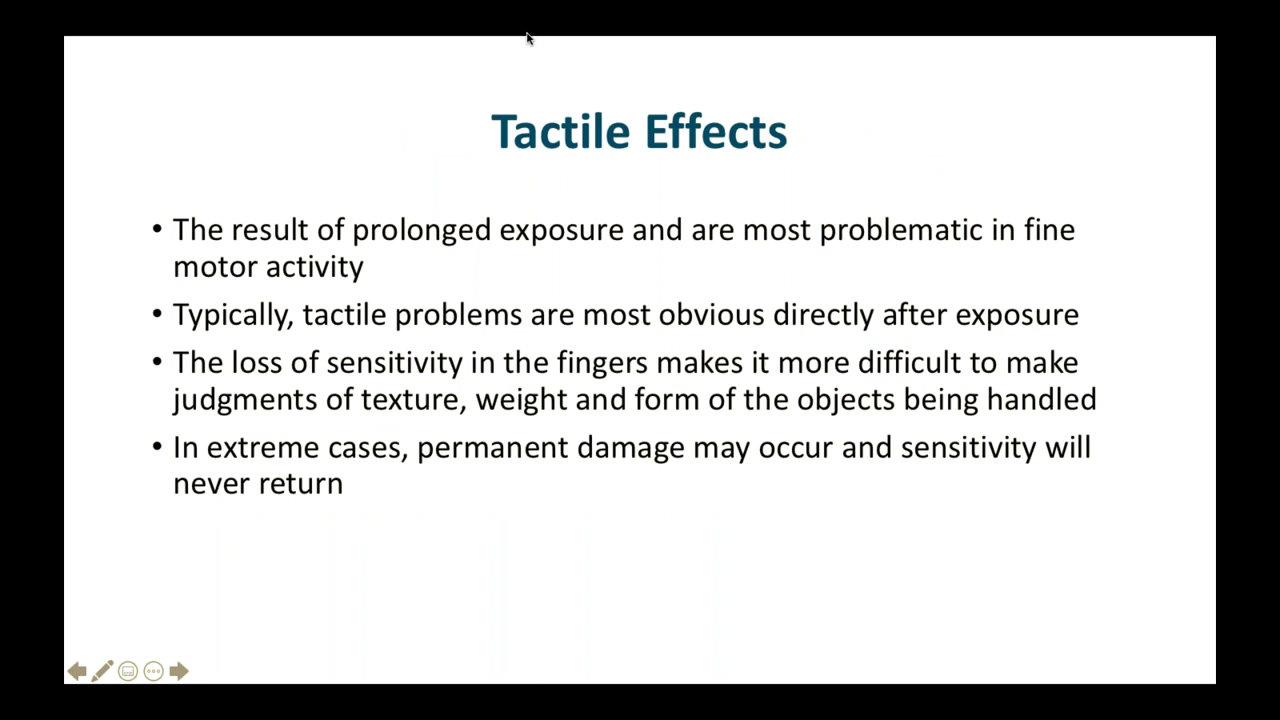 Tactile Effects
• The result of prolonged exposure and are most problematic in fine
motor activity
• Typically, tactile problems are most obvious directly after exposure
• The loss of sensitivity in the fingers makes it more difficult to make
judgments of texture, weight and form of the objects being handled
• In extreme cases, permanent damage may occur and sensitivity will
never return